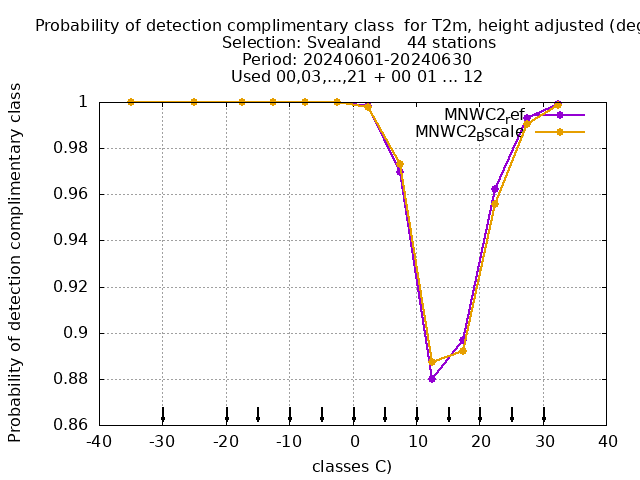 Probability of detection complimentary class  for T2m, height adjusted (deg
Selection: Svealand     44 stations
Period: 20240601-20240630
Used 00,03,...,21 + 00 01 ... 12
Probability of detection complimentary class
1
0.98
0.96
0.94
0.92
0.9
0.88
0.86
MNWC2ref
MNWC2Bscale
-40 -30 -20 -10 0 10 20 30 40
classes C)